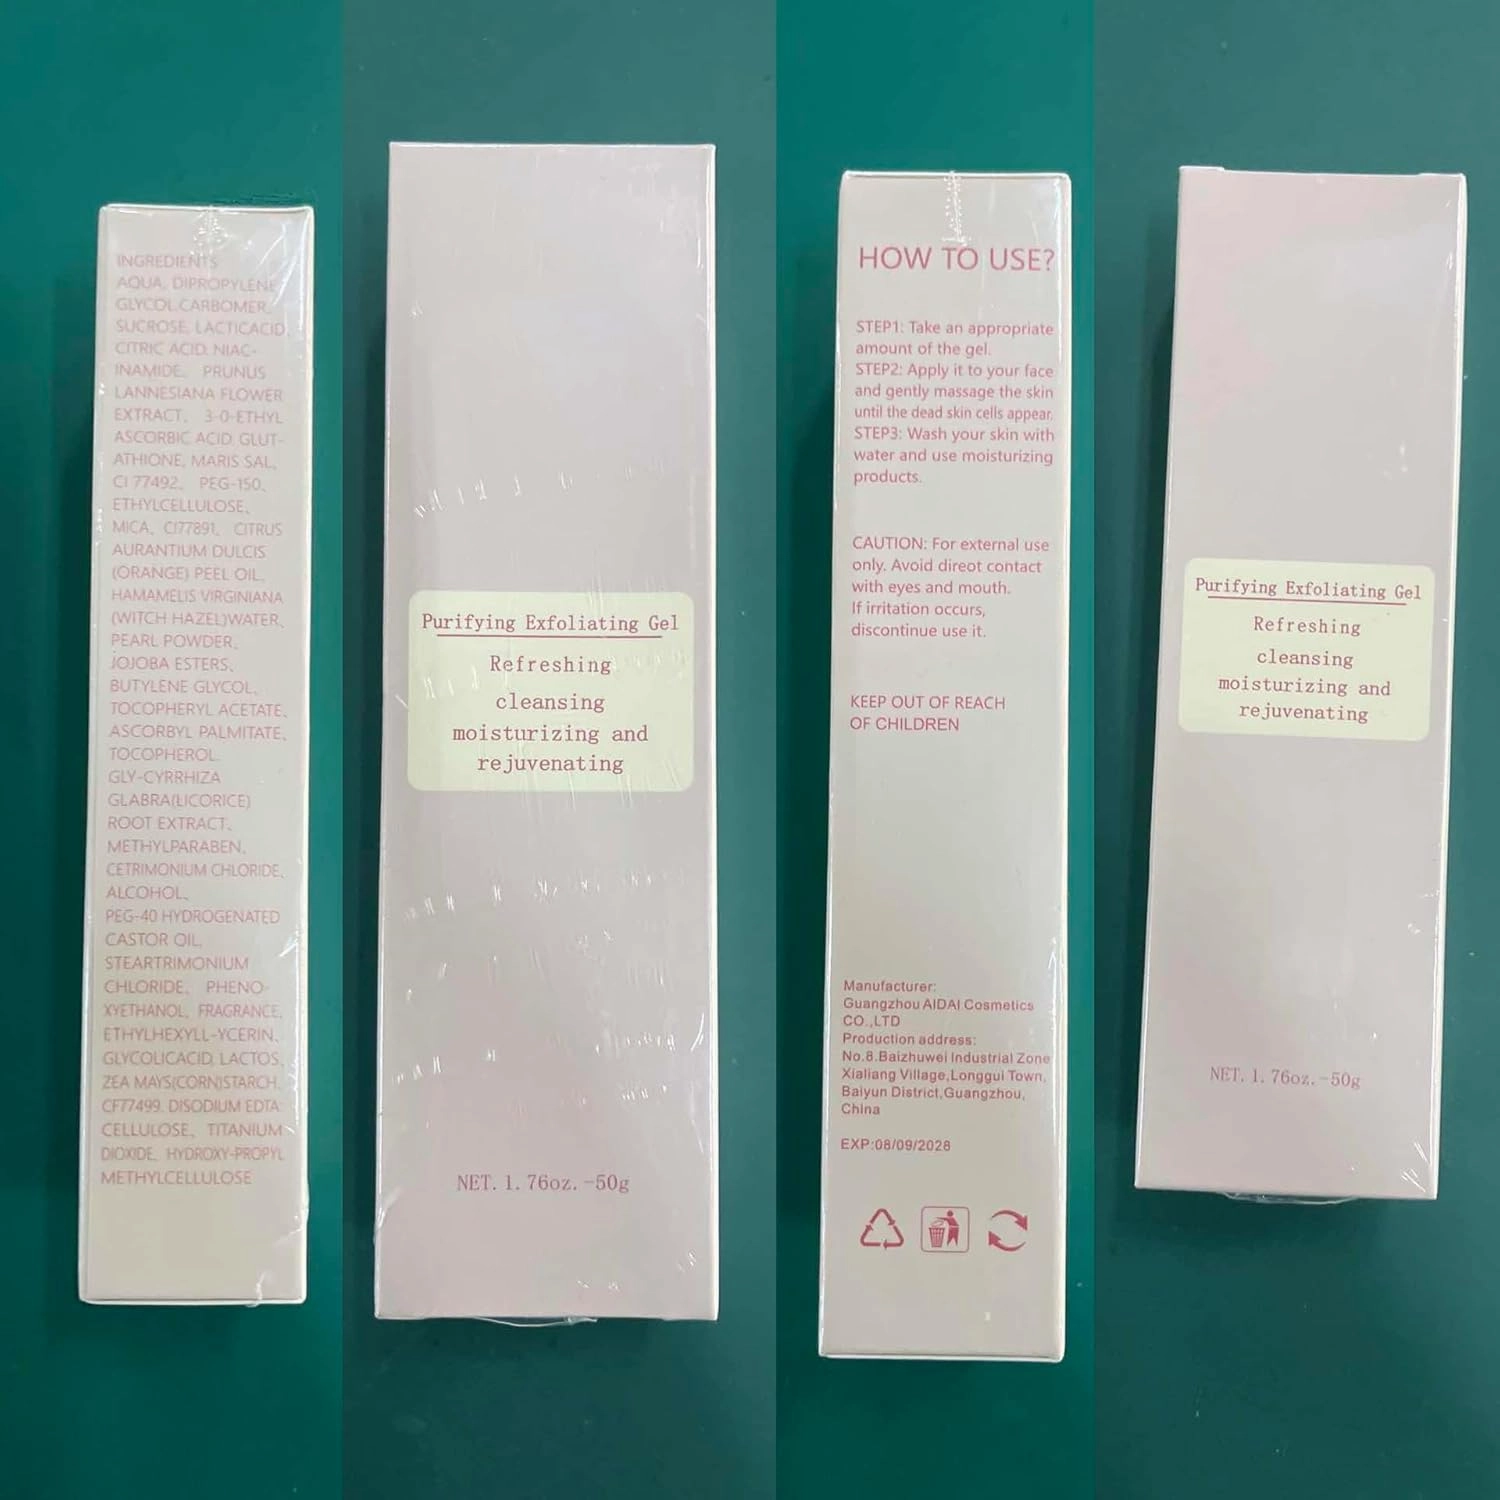 INGREDIENTS
AQUA, DIPROPYLENE
GLYCOL,CARBOMER,
SUCROSE, LACTICACID,
CITRIC ACID, NIAC-
INAMIDE, PRUNUS
LANNESIANA FLOWER
EXTRACT, 3-0-ETHYL
ASCORBIC ACID, GLUT-
ATHIONE, MARIS SAL,
CI 77492, PEG-150,
ETHYLCELLULOSE,
MICA, CI77891, CITRUS
AURANTIUM DULCIS
(ORANGE) PEEL OIL,
HAMAMELIS VIRGINIANA
(WITCH HAZEL)WATER,
PEARL POWDER,
JOJOBA ESTERS,
BUTYLENE GLYCOL,
TOCOPHERYL ACETATE,
ASCORBYL PALMITATE,
TOCOPHEROL,
GLY-CYRRHIZA
GLABRA(LICORICE)
ROOT EXTRACT,
METHYLPARABEN,
CETRIMONIUM CHLORIDE,
ALCOHOL,
PEG-40 HYDROGENATED
CASTOR OIL,
STEARTRIMONIUM
CHLORIDE, PHENO-
XYETHANOL, FRAGRANCE,
ETHYLHEXYLL-YCERIN,
GLYCOLICACID, LACTOS,
ZEA MAYS(CORN)STARCH,
CF77499, DISODIUM EDTA
CELLULOSE, TITANIUM
DIOXIDE, HYDROXY-PROPYL
METHYLCELLULOSE
Purifying Exfoliating Gel
Refreshing
cleansing
moisturizing and
rejuvenating
NET. 1. 76oz. -50g
HOW TO USE?
STEP1: Take an appropriate
amount of the gel.
STEP2: Apply it to your face
and gently massage the skin
until the dead skin cells appear.
STEP3: Wash your skin with
water and use moisturizing
products.
CAUTION: For external use
only. Avoid direot contact
with eyes and mouth.
If irritation occurs,
discontinue use it.
KEEP OUT OF REACH
OF CHILDREN
Manufacturer:
Guangzhou AIDAI Cosmetics
CO.,LTD
Production address:
No.8.Baizhuwei Industrial Zone
Xialiang Village,Longgui Town,
Baiyun District,Guangzhou,
China
EXP:08/09/2028
Purifying Exfoliating Gel
Refreshing
cleansing
moisturizing and
rejuvenating
NET. 1. 76oz. -50g